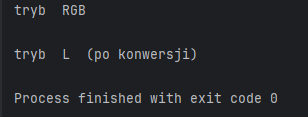 tryb  RGB
tryb  L  (po konwersji)
Process finished with exit code 0